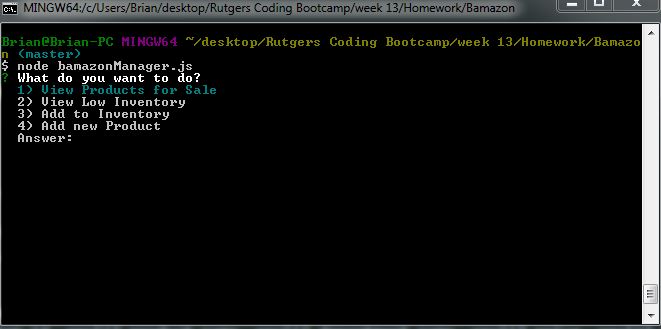 MINGW64:/c/Users/Brian/desktop/Rutgers Coding Bootcamp/week 13/Homework/Bamazon
Brian@Brian-PC MINGW64 ~/desktop/Rutgers Coding Bootcamp/week 13/Homework/Bamazo
n (master)
$ node bamazonManager.js
? What do you want to do?
1) View Products for Sale
2) View Low Inventory
3) Add to Inventory
4) Add new Product
Answer: